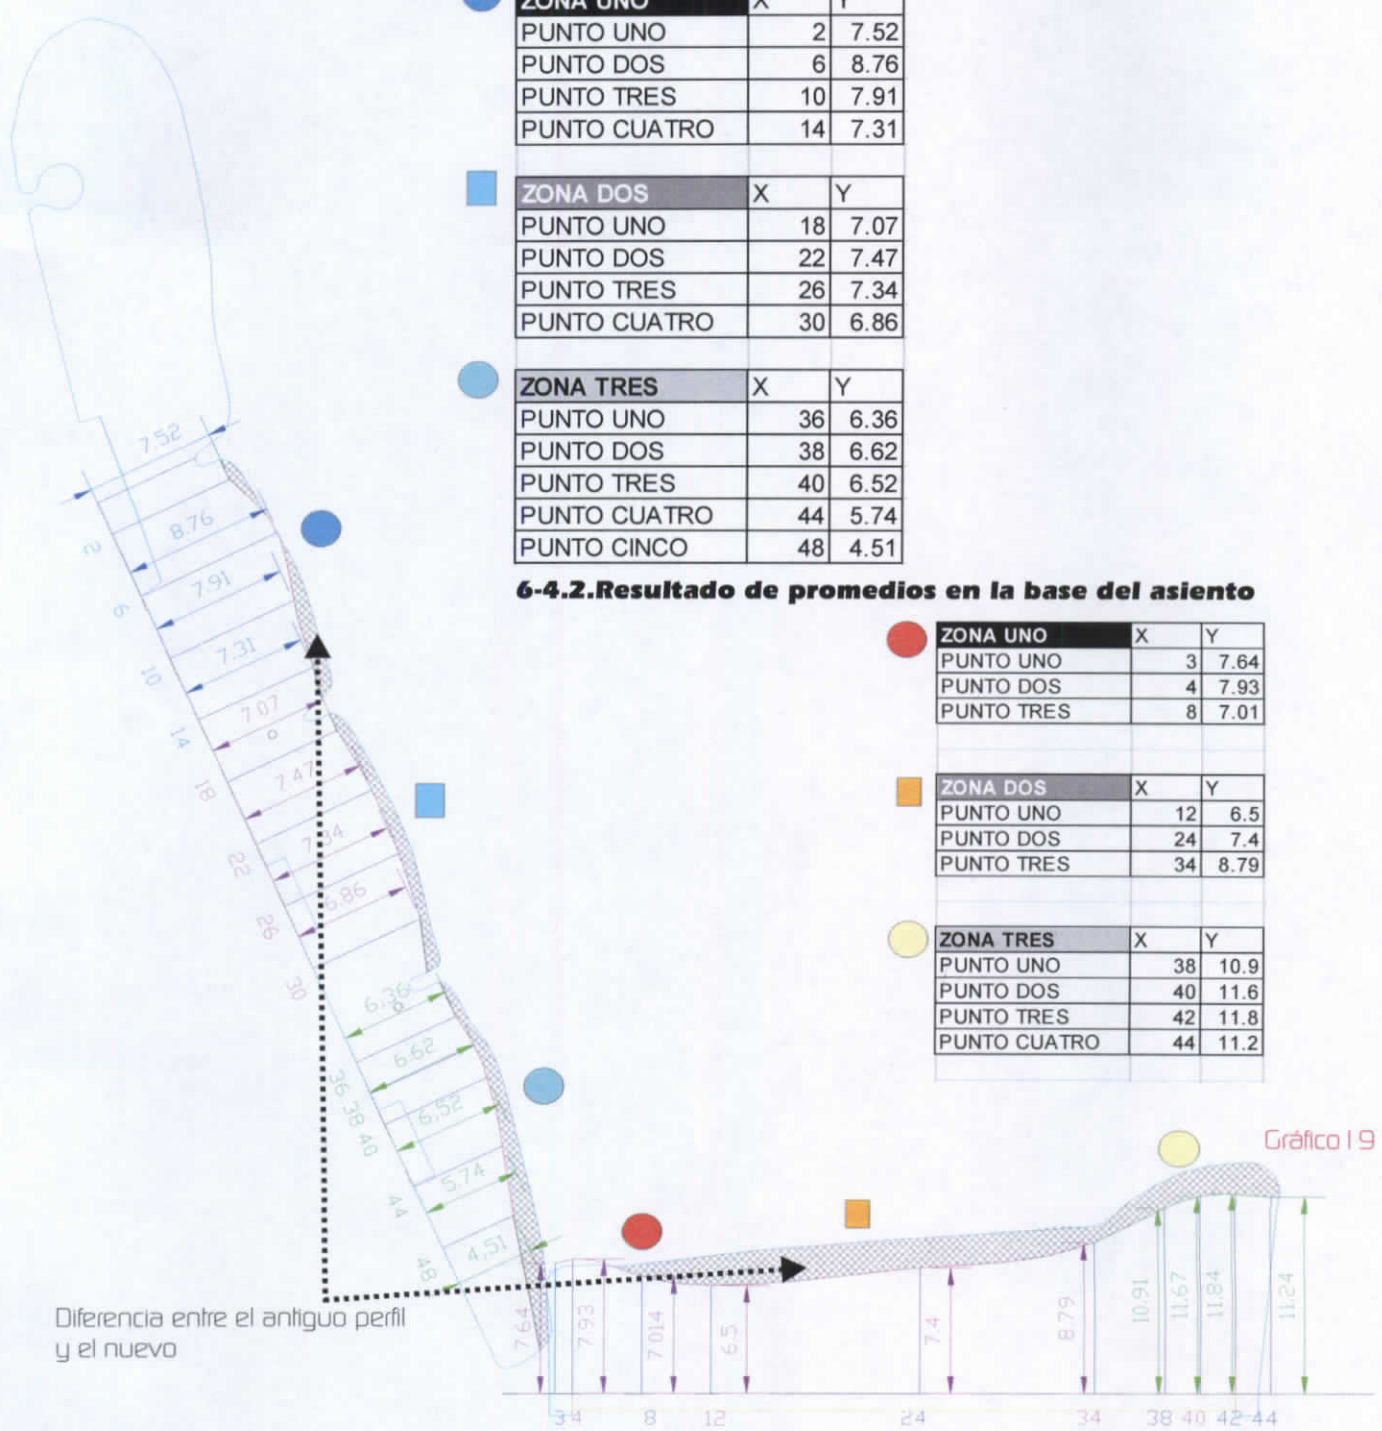 ZONA UNO X Y
PUNTO UNO 2 7.52
PUNTO DOS 6 8.76
PUNTO TRES 10 7.91
PUNTO CUATRO 14 7.31
ZONA DOS X Y
PUNTO UNO 18 7.07
PUNTO DOS 22 7.47
PUNTO TRES 26 7.34
PUNTO CUATRO 30 6.86
ZONA TRES X Y
PUNTO UNO 36 6.36
PUNTO DOS 38 6.62
PUNTO TRES 40 6.52
PUNTO CUATRO 44 5.74
PUNTO CINCO 48 4.51
6-4.2.Resultado de promedios en la base del asiento
ZONA UNO X Y
PUNTO UNO 3 7.64
PUNTO DOS 4 7.93
PUNTO TRES 8 7.01
ZONA DOS X Y
PUNTO UNO 12 6.5
PUNTO DOS 24 7.4
PUNTO TRES 34 8.79
ZONA TRES X Y
PUNTO UNO 38 10.9
PUNTO DOS 40 11.6
PUNTO TRES 42 11.8
PUNTO CUATRO 44 11.2
Gráfico 19
7.52
8.76
7.91
7.31
7.07
7.47
7.34
6.86
6,36
6.62
6,52
5.74
4,51
2
6
10
14
18
22
26
30
36 38 40
44
48
Diferencia entre el antiguo perfil
y el nuevo
7.64
7.93
7.014
6.5
7.4
8.79
10.91
11.67
11.84
11.24
3 4 8 12 24 34 38 40 42 44